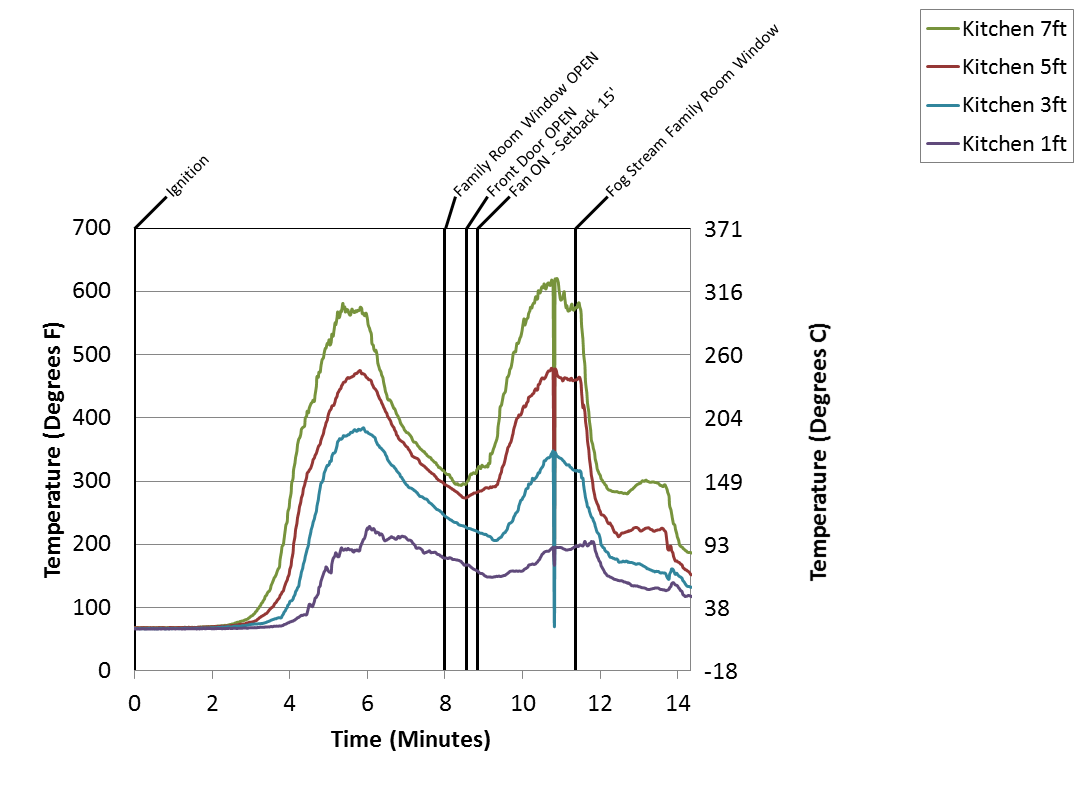 Kitchen 7ft
Kitchen 5ft
Kitchen 3ft
Kitchen 1ft
Ignition
Family Room Window OPEN
Front Door OPEN
Fan ON - Setback 15'
Fog Stream Family Room Window
Temperature (Degrees F)
700
600
500
400
300
200
100
0
371
316
260
204
149
93
38
-18
Temperature (Degrees C)
0
2
4
6
8
10
12
14
Time (Minutes)